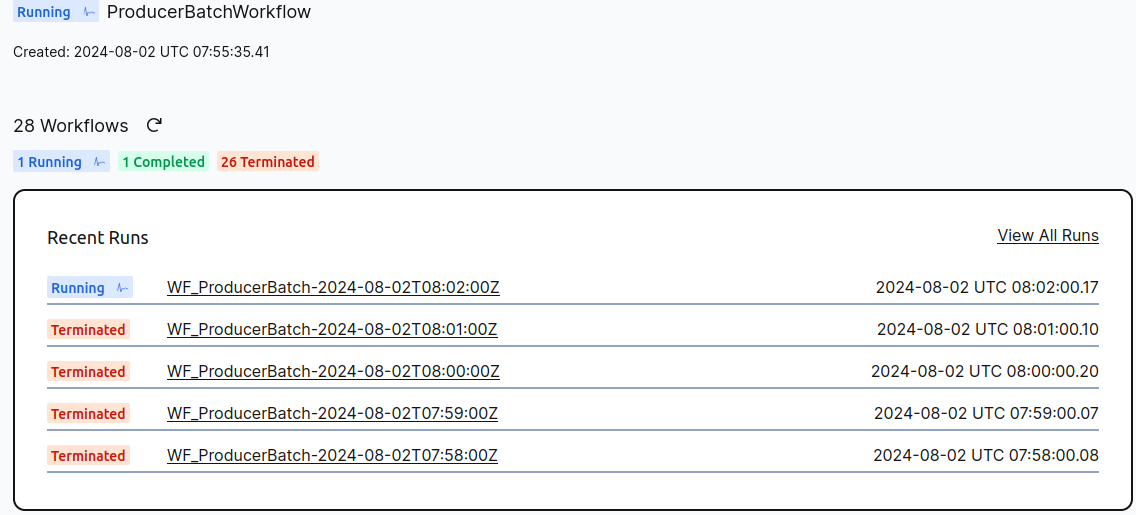 Running ProducerBatchWorkflow
Created: 2024-08-02 UTC 07:55:35.41
28 Workflows
1 Running 1 Completed 26 Terminated
Recent Runs View All Runs
Running WF_ProducerBatch-2024-08-02T08:02:00Z 2024-08-02 UTC 08:02:00.17
Terminated WF_ProducerBatch-2024-08-02T08:01:00Z 2024-08-02 UTC 08:01:00.10
Terminated WF_ProducerBatch-2024-08-02T08:00:00Z 2024-08-02 UTC 08:00:00.20
Terminated WF_ProducerBatch-2024-08-02T07:59:00Z 2024-08-02 UTC 07:59:00.07
Terminated WF_ProducerBatch-2024-08-02T07:58:00Z 2024-08-02 UTC 07:58:00.08